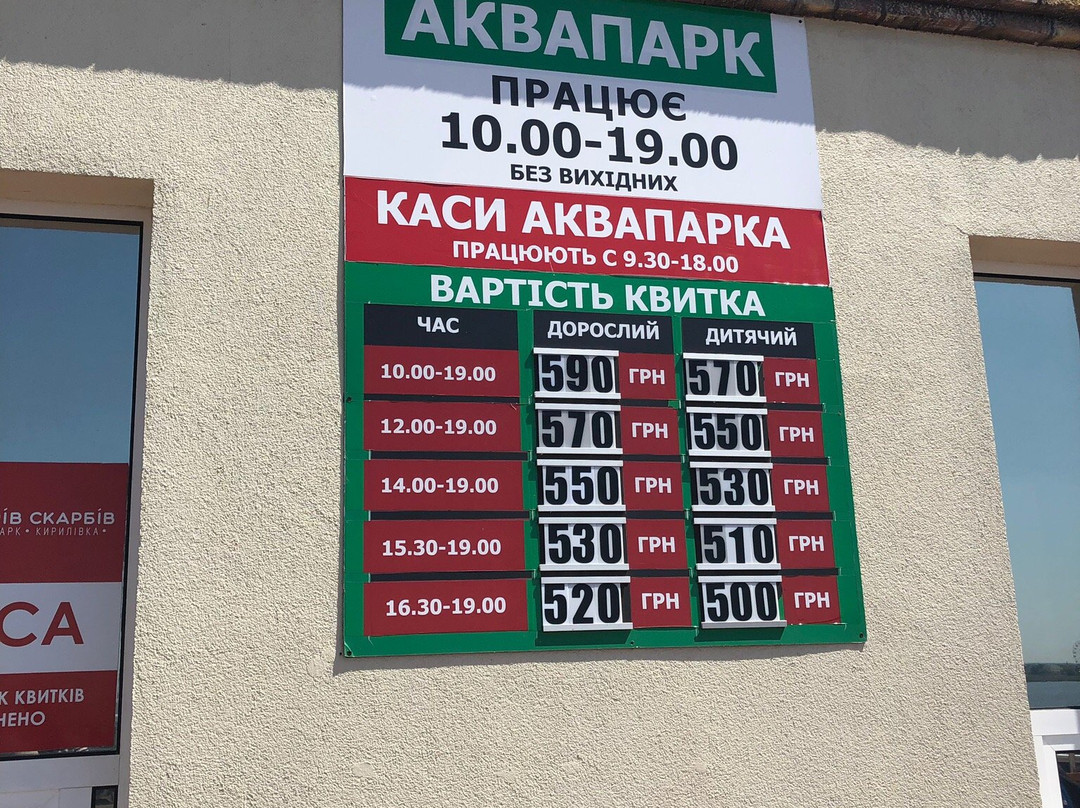 АКВАПАРК
ПРАЦЮЄ
10.00-19.00
БЕЗ ВИХІДНИХ
КАСИ АКВАПАРКА
ПРАЦЮЮТЬ С 9.30-18.00
ВАРТІСТЬ КВИТКА
ЧАС ДОРОСЛИЙ ДИТЯЧИЙ
10.00-19.00 590 ГРН 570 ГРН
12.00-19.00 570 ГРН 550 ГРН
14.00-19.00 550 ГРН 530 ГРН
15.30-19.00 530 ГРН 510 ГРН
16.30-19.00 520 ГРН 500 ГРН
СКАРБІВ
• КИРИЛІВКА •
КВИТКІВ